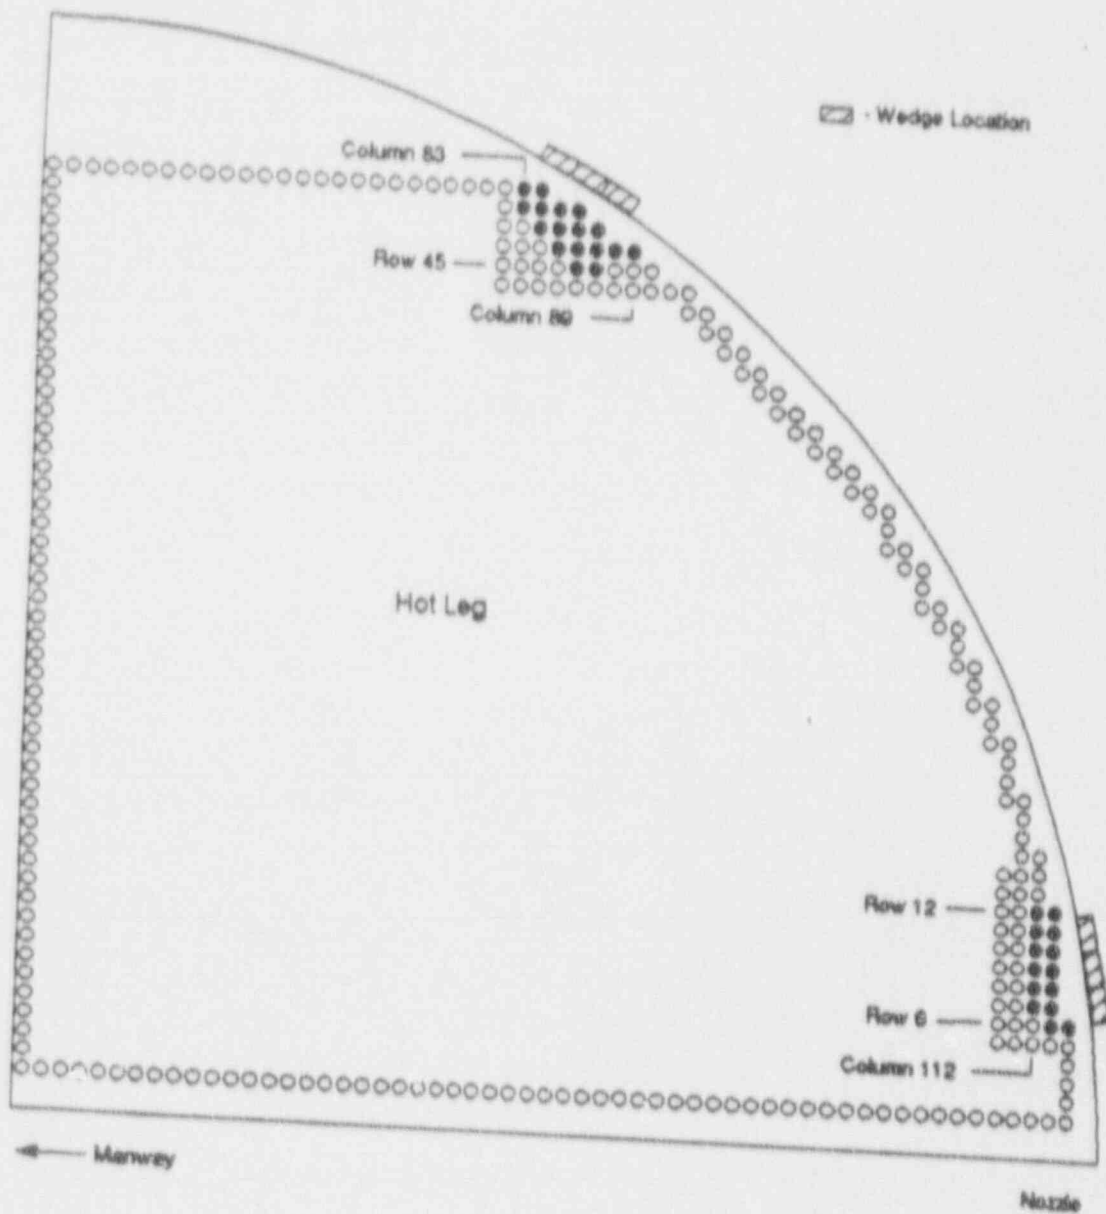 - Wedge Location
Column 83
Row 45
Column 89
Hot Leg
Row 12
Row 6
Column 112
Manway
Nozzle